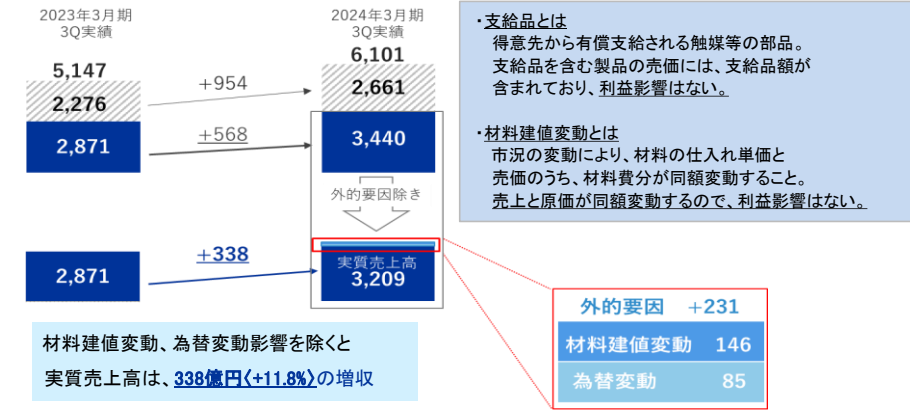 2023年3月期
3Q実績
5,147
2,276
2,871
+954
+568
2024年3月期
3Q実績
6,101
2,661
3,440
外的要因除き
2,871
+338
実質売上高
3,209
材料建値変動、為替変動影響を除くと
実質売上高は、338億円〈+11.8%〉の増収
・支給品とは
得意先から有償支給される触媒等の部品。
支給品を含む製品の売価には、支給品額が
含まれており、利益影響はない。
・材料建値変動とは
市況の変動により、材料の仕入れ単価と
売価のうち、材料費分が同額変動すること。
売上と原価が同額変動するので、利益影響はない。
外的要因 +231
材料建値変動 146
為替変動 85